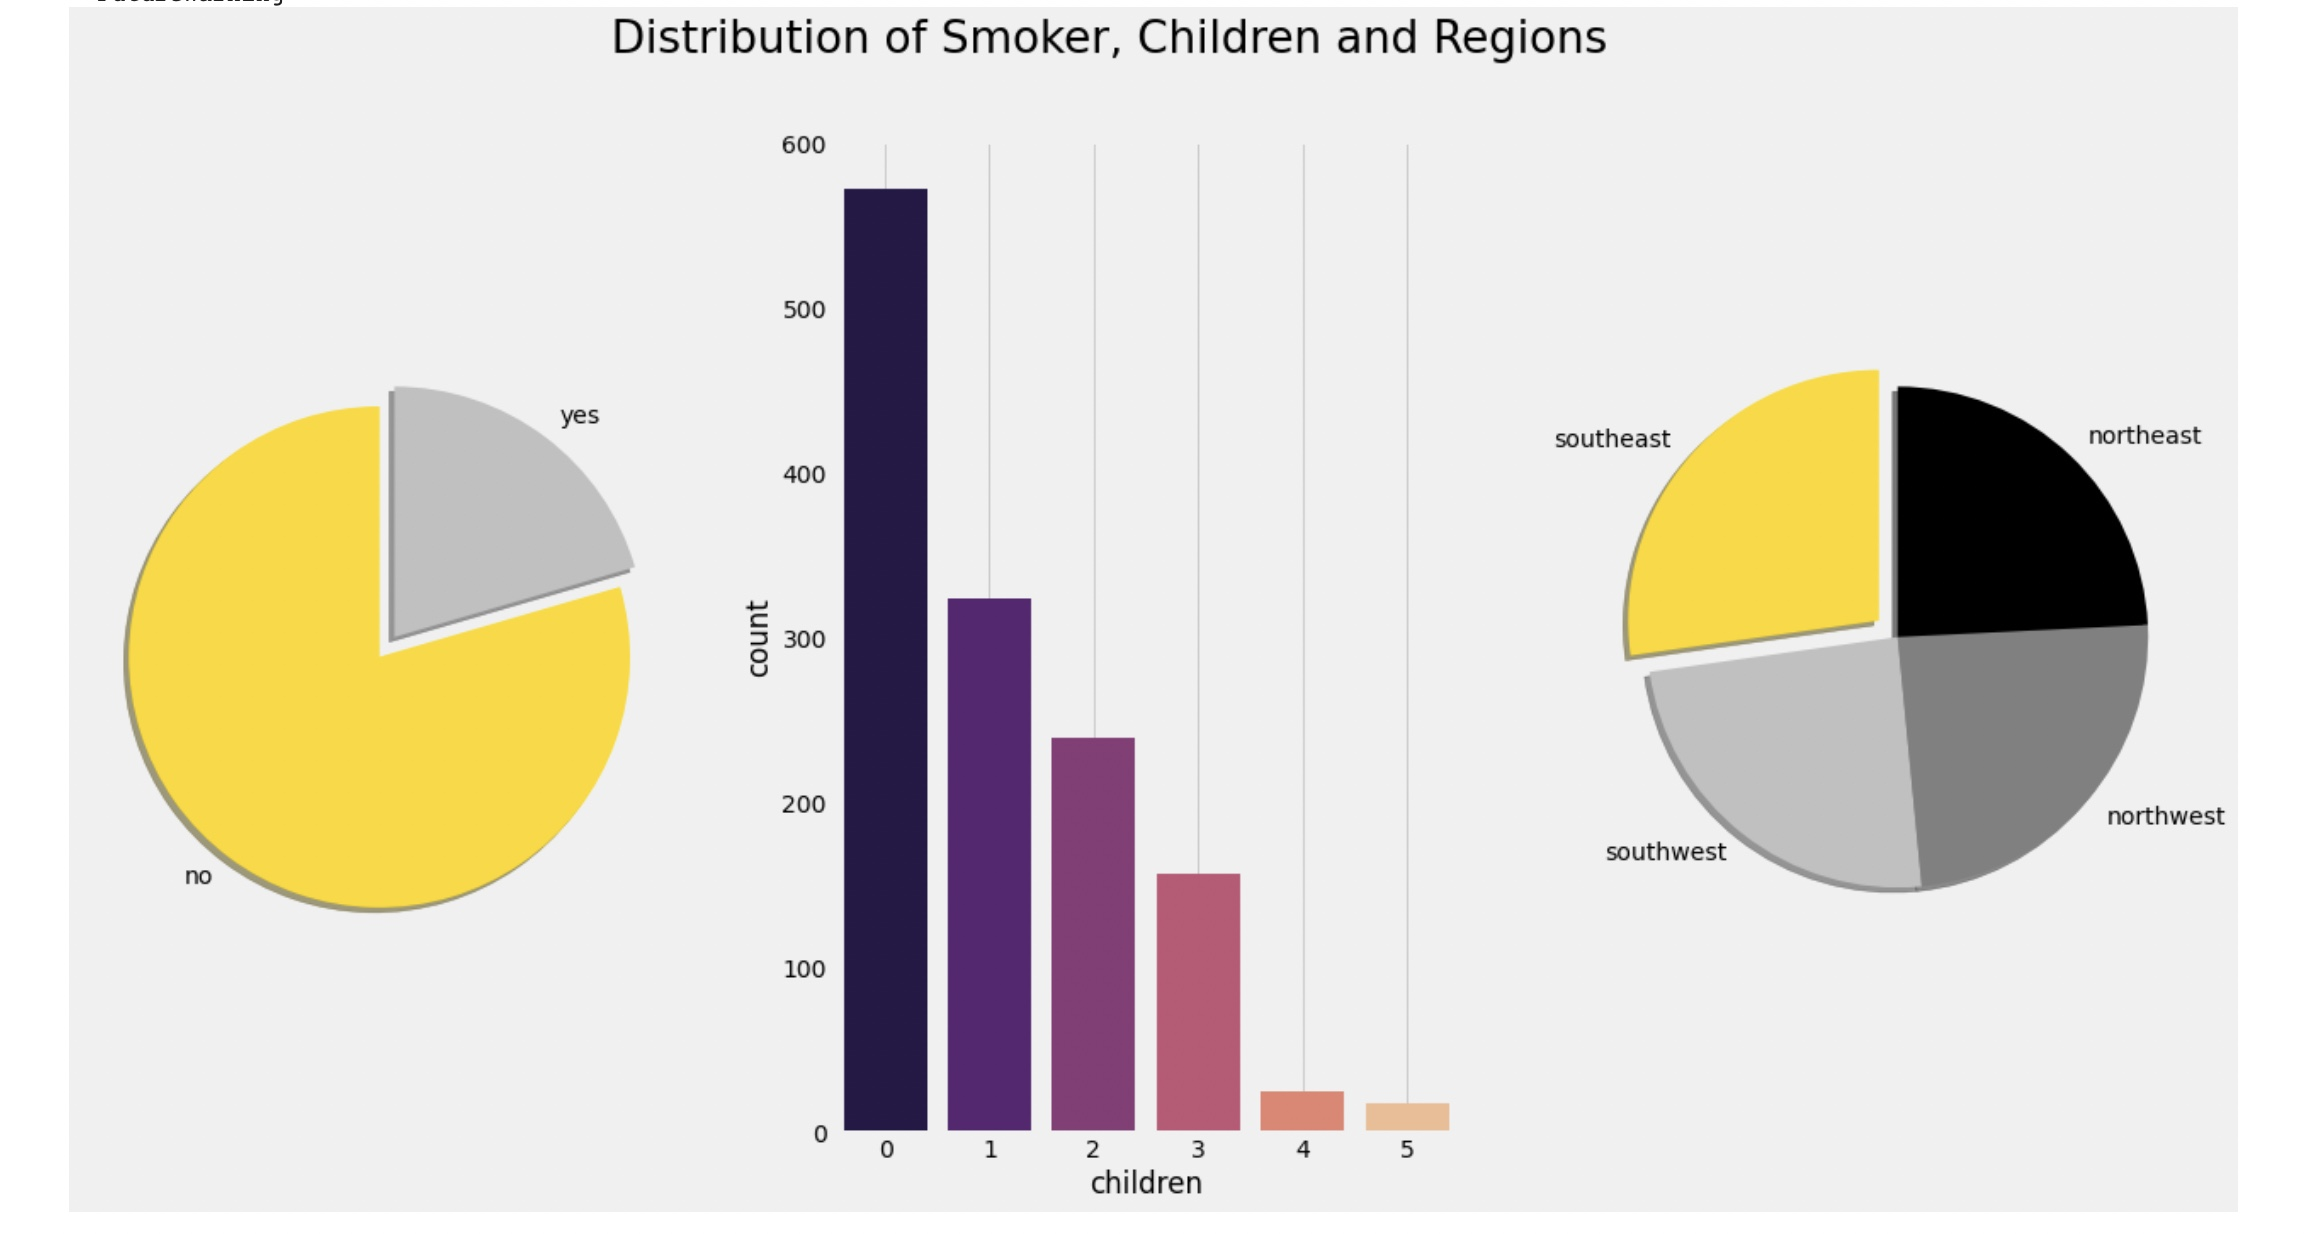 Distribution of Smoker, Children and Regions
yes
no
600
500
400
300
200
100
0
count
0 1 2 3 4 5
children
southeast
northeast
southwest
northwest